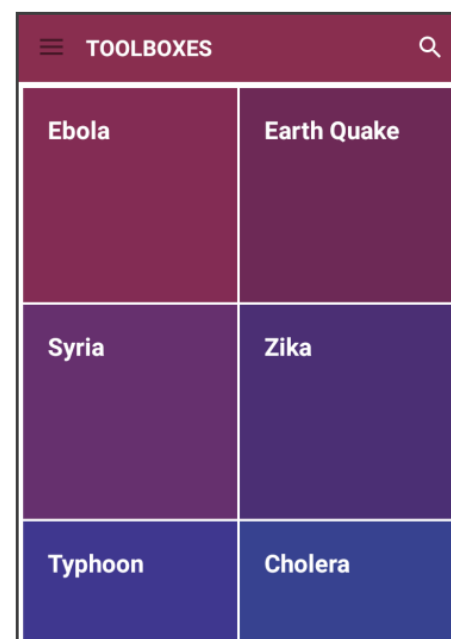 TOOLBOXES
Ebola
Earth Quake
Syria
Zika
Typhoon
Cholera